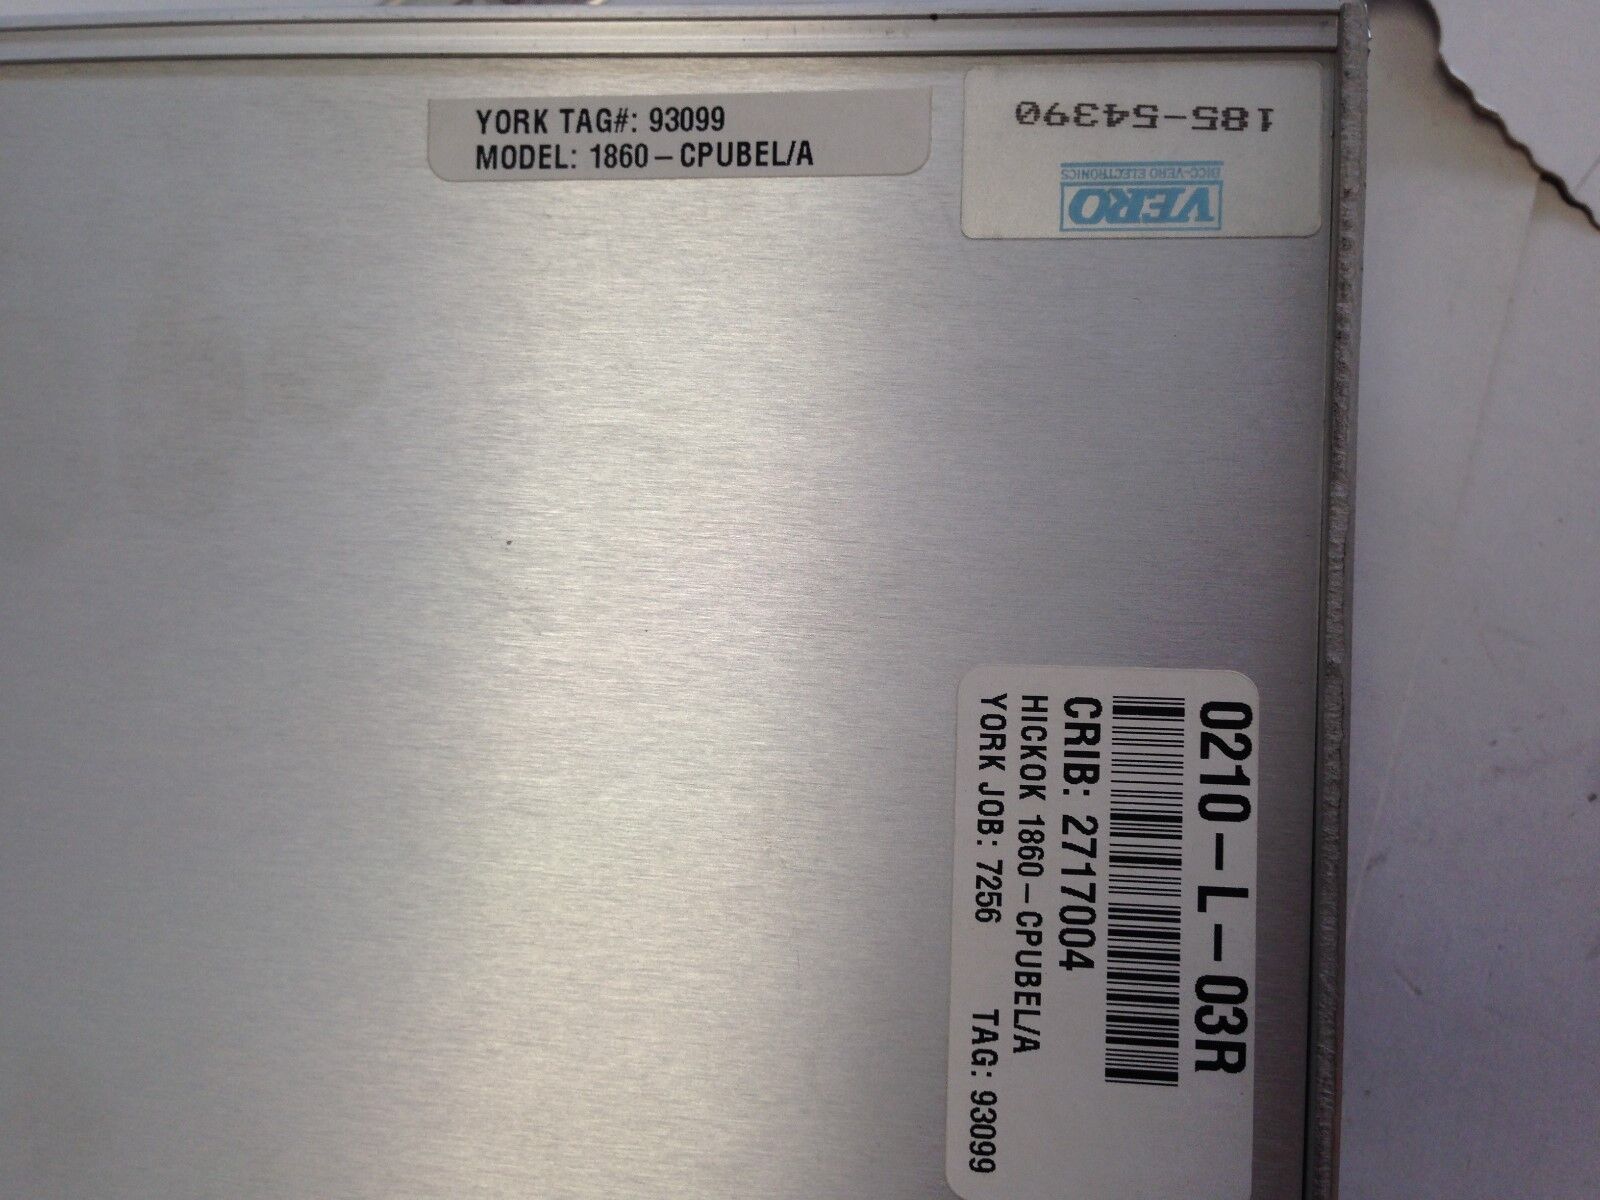 YORK TAG#: 93099
MODEL: 1860-CPUBEL/A
VERO
BICC-VERO ELECTRONICS
185-54390
0210-L-03R
CRIB: 2717004
HICKOK 1860-CPUBEL/A
YORK JOB: 7256 TAG: 93099